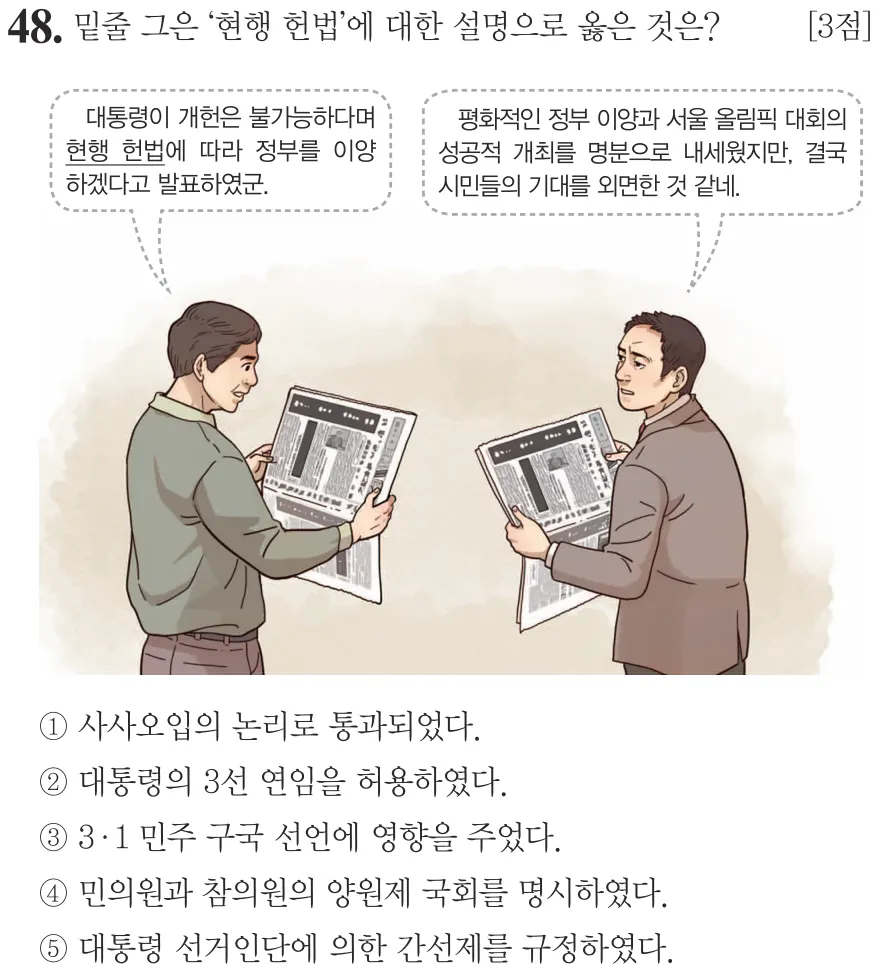 48. 밑줄 그은 ‘현행 헌법’에 대한 설명으로 옳은 것은? [3점]
대통령이 개헌은 불가능하다며
현행 헌법에 따라 정부를 이양
하겠다고 발표하였군.
평화적인 정부 이양과 서울 올림픽 대회의
성공적 개최를 명분으로 내세웠지만, 결국
시민들의 기대를 외면한 것 같네.
① 사사오입의 논리로 통과되었다.
② 대통령의 3선 연임을 허용하였다.
③ 3·1 민주 구국 선언에 영향을 주었다.
④ 민의원과 참의원의 양원제 국회를 명시하였다.
⑤ 대통령 선거인단에 의한 간선제를 규정하였다.